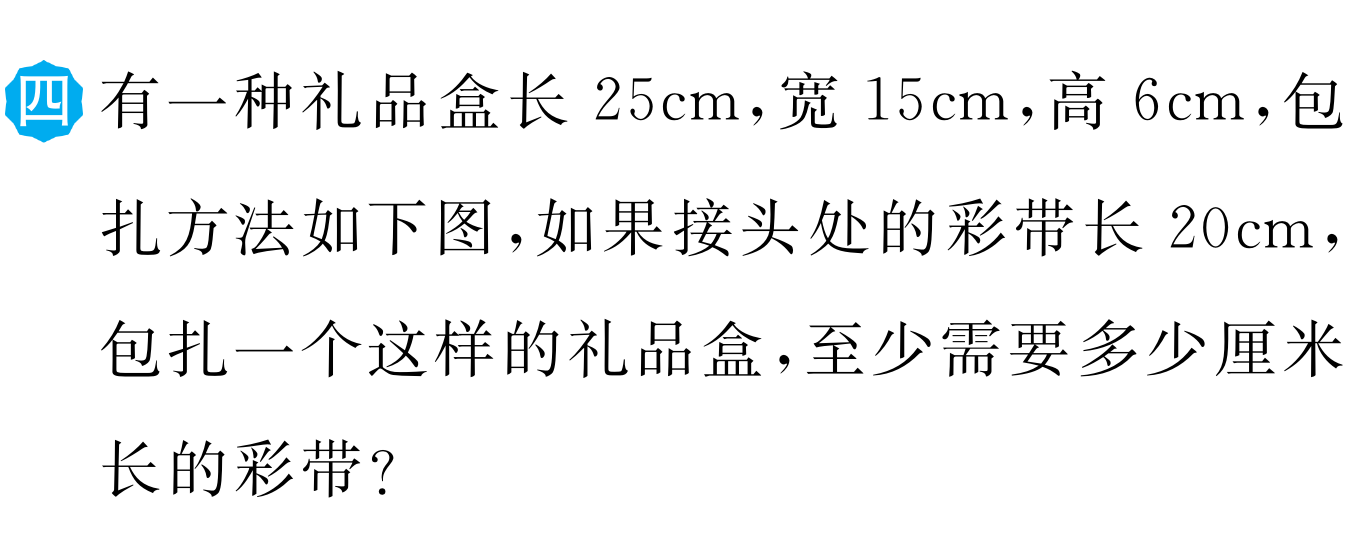 四 有一种礼品盒长 25cm,宽 15cm,高 6cm,包
扎方法如下图,如果接头处的彩带长 20cm,
包扎一个这样的礼品盒,至少需要多少厘米
长的彩带?